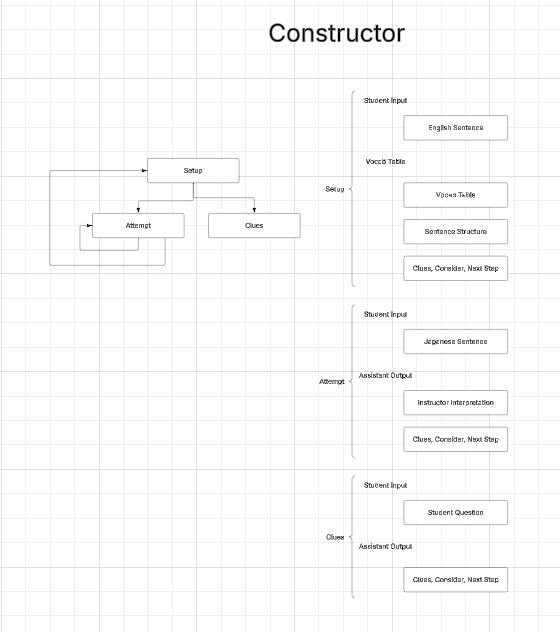 Constructor
Student Input
English Sentence
Vocab Table
Setup
Setup
Vocab Table
Attempt
Clues
Sentence Structure
Clues, Consider, Next Step
Student Input
Japanese Sentence
Assistant Output
Attempt
Instructor Interpretation
Clues, Consider, Next Step
Student Input
Student Question
Clues
Assistant Output
Clues, Consider, Next Step